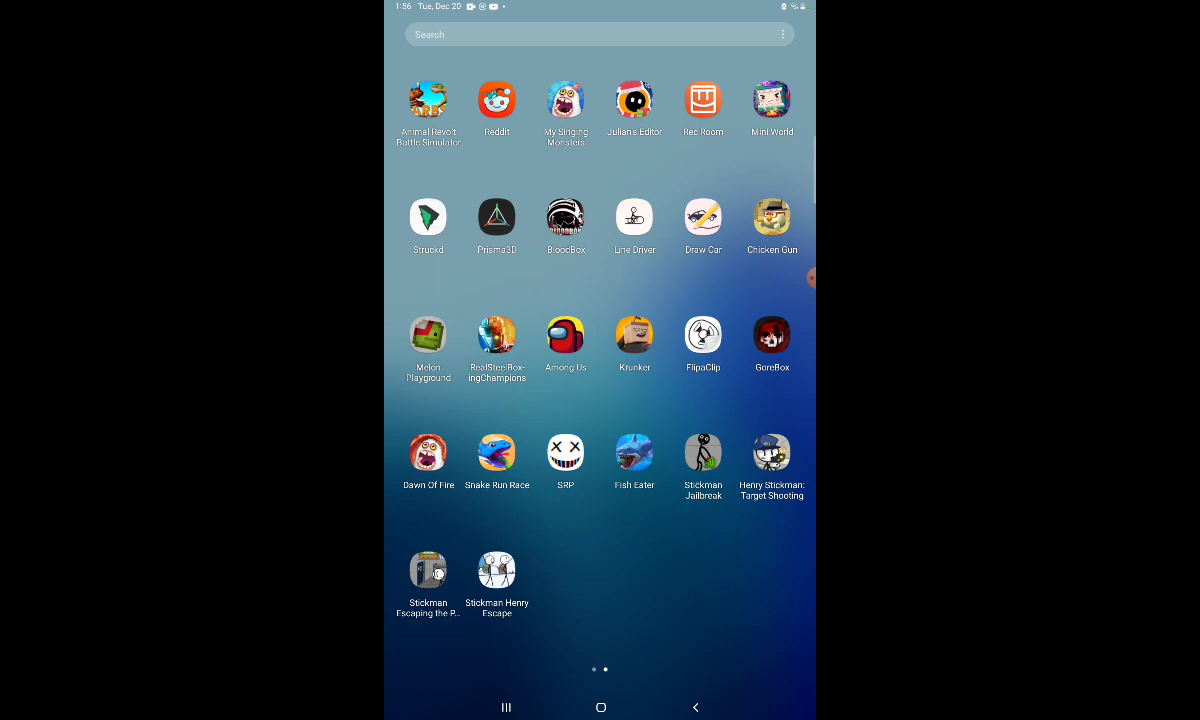 1:56 Tue, Dec 20
Search
Animal Revolt
Battle Simulator
Reddit
My Singing
Monsters
Julian's Editor
Rec Room
Mini World
Struckd
Prisma3D
BloodBox
Line Driver
Draw Car
Chicken Gun
Melon
Playground
RealSteelBox-
ingChampions
Among Us
Krunker
FlipaClip
GoreBox
Dawn Of Fire
Snake Run Race
SRP
Fish Eater
Stickman
Jailbreak
Henry Stickman:
Target Shooting
Stickman
Escaping the P...
Stickman Henry
Escape